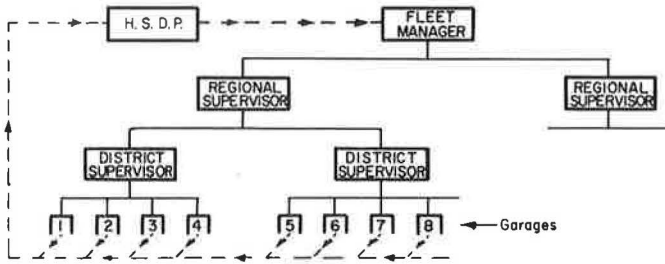 H. S. D. P.
FLEET
MANAGER
REGIONAL
SUPERVISOR
REGIONAL
SUPERVISOR
DISTRICT
SUPERVISOR
DISTRICT
SUPERVISOR
1 2 3 4 5 6 7 8 Garages